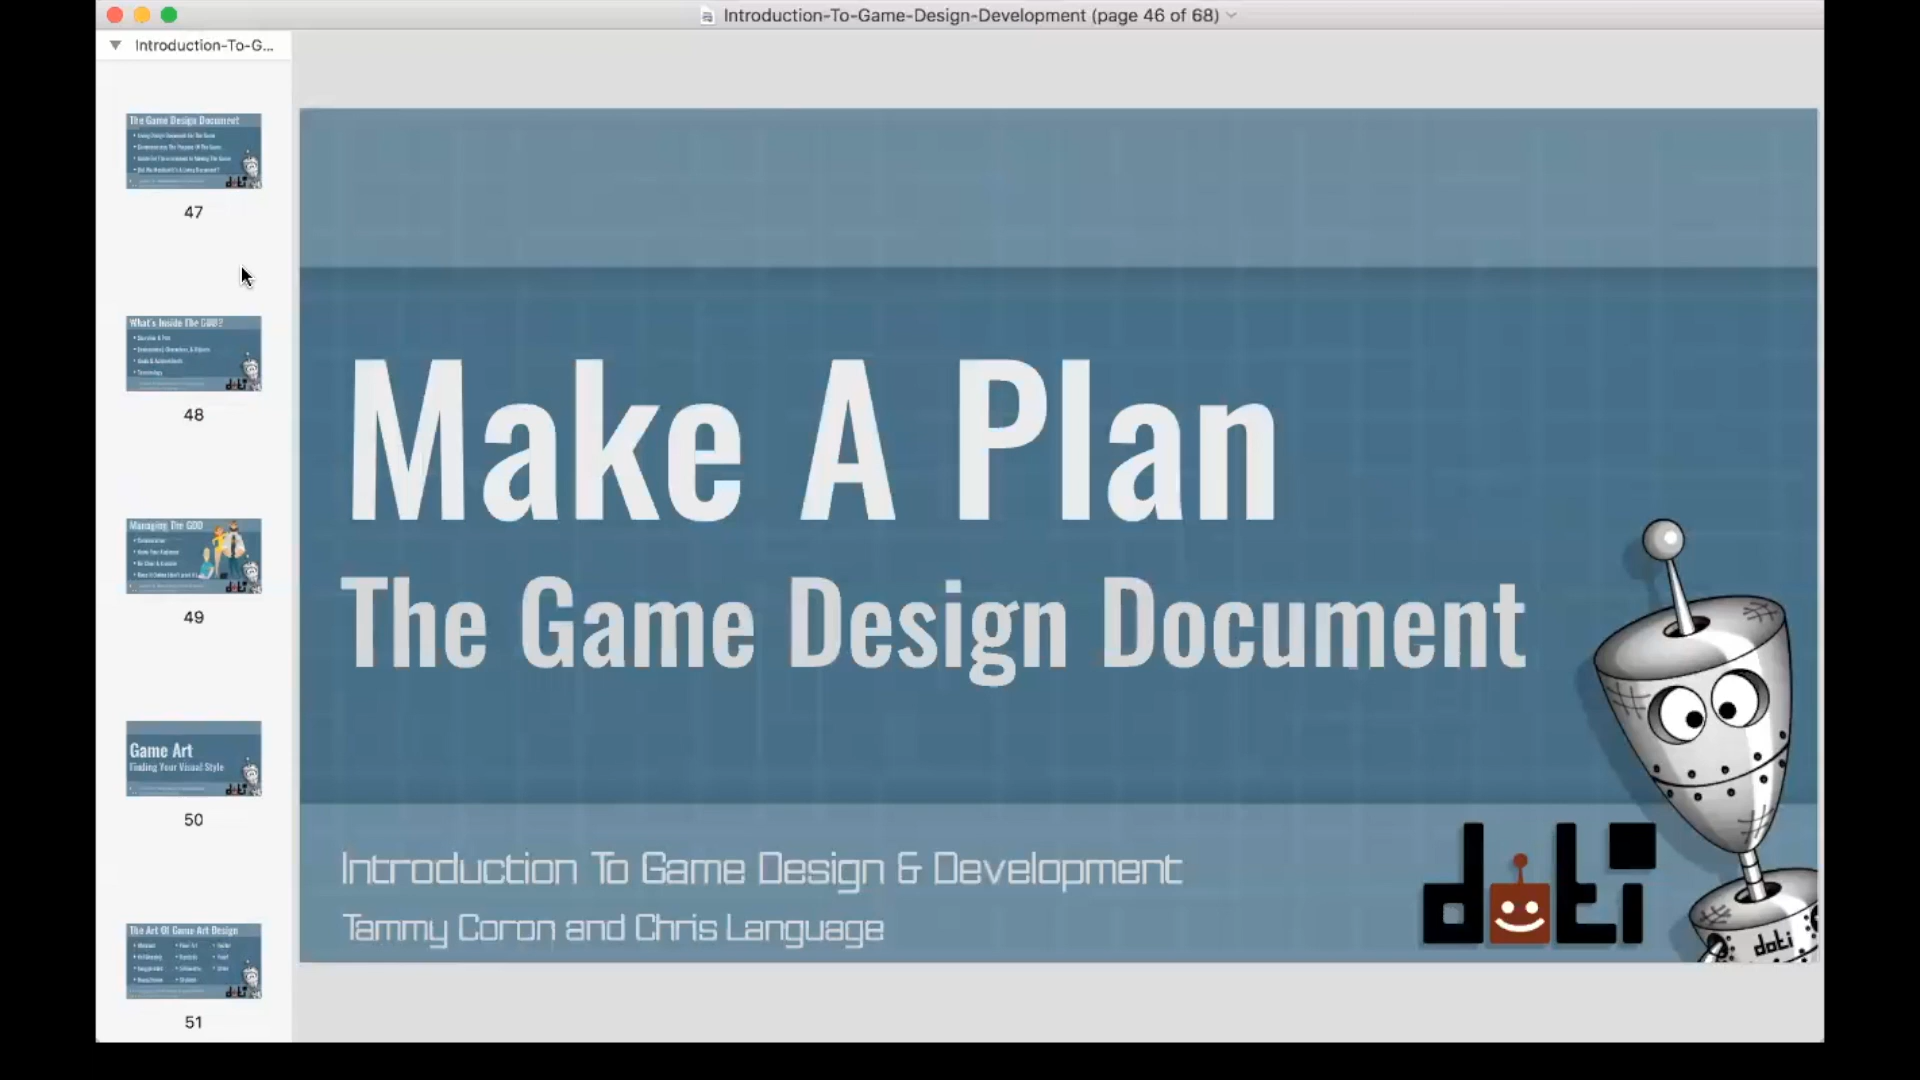 Introduction-To-Game-Design-Development (page 46 of 68)
Introduction-To-G...
The Game Design Document
47
What's Inside The GDD?
48
Managing The GDD
49
Game Art
Finding Your Visual Style
50
The Art Of Game Art Design
51
Make A Plan
The Game Design Document
Introduction To Game Design & Development
Tammy Coron and Chris Language
doti
doti